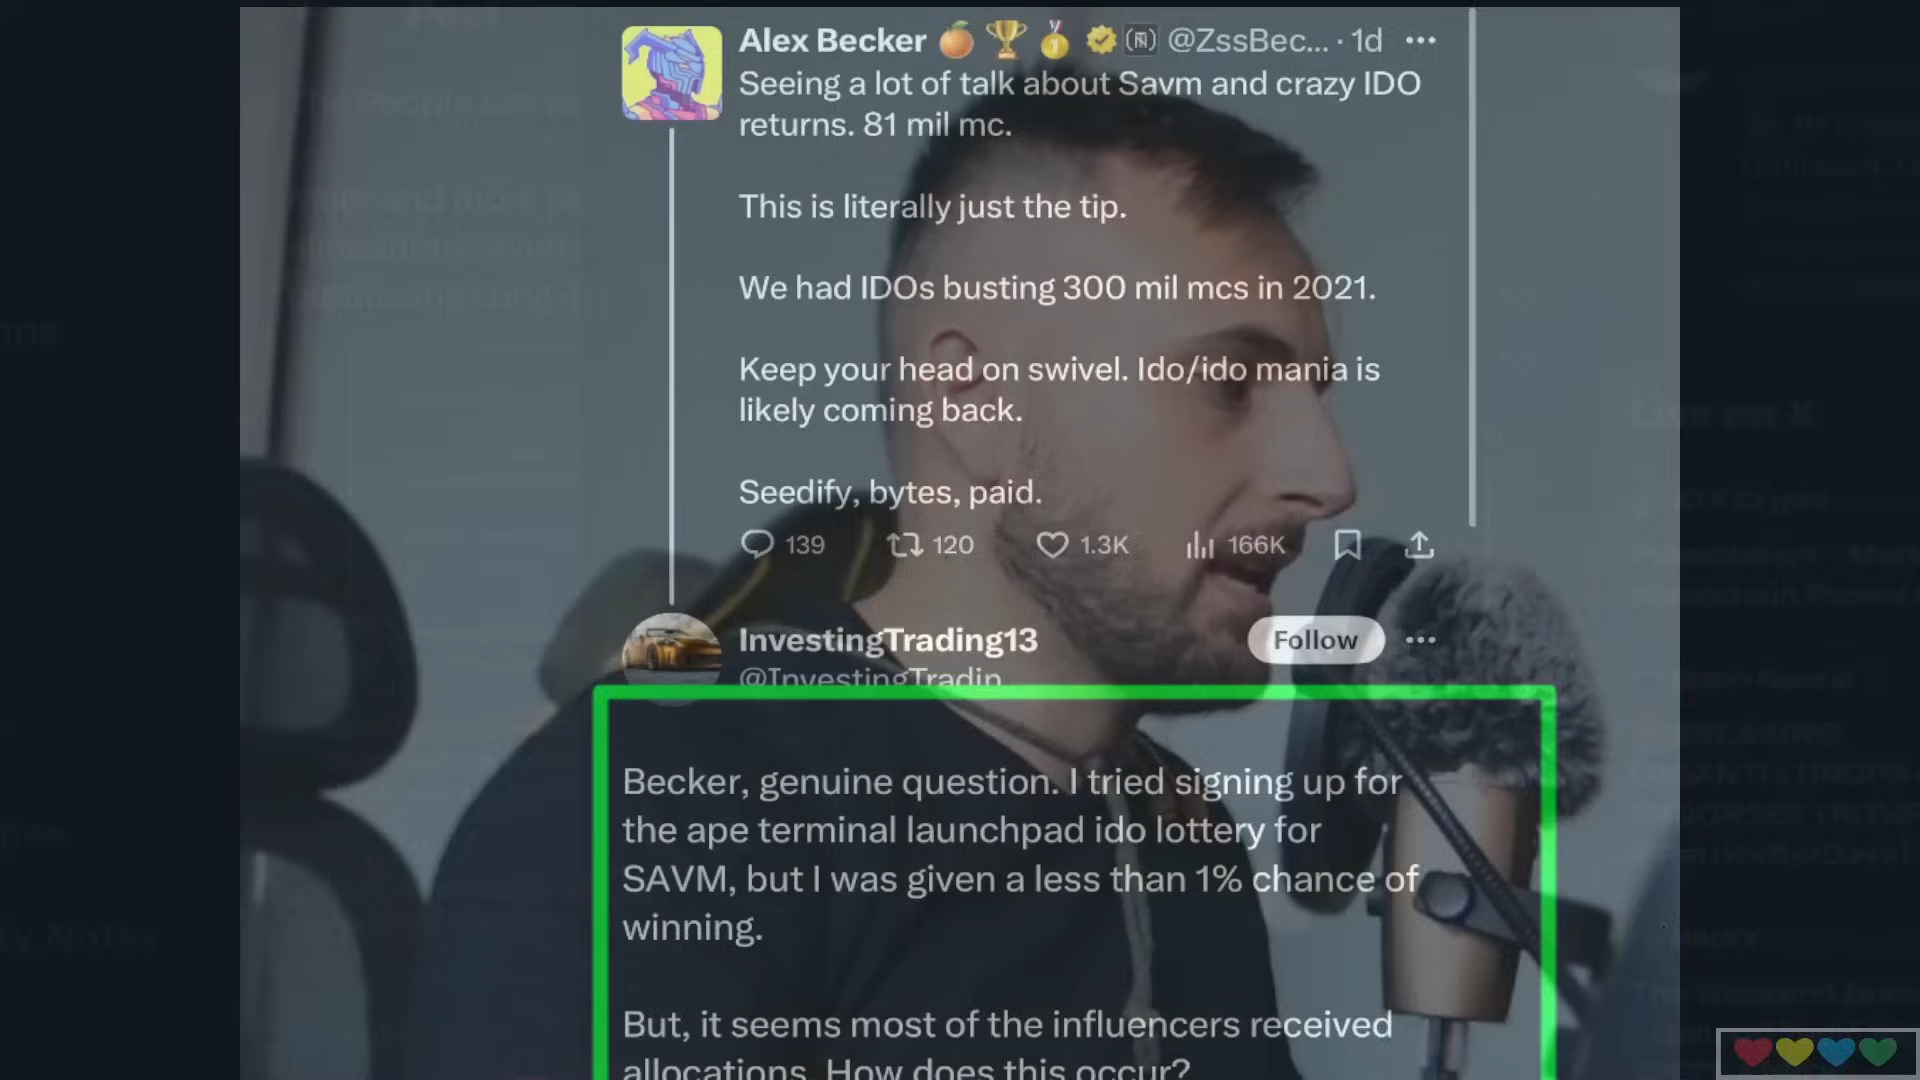 Alex Becker @ZssBec... · 1d
Seeing a lot of talk about Savm and crazy IDO
returns. 81 mil mc.
This is literally just the tip.
We had IDOs busting 300 mil mcs in 2021.
Keep your head on swivel. Ido/ido mania is
likely coming back.
Seedify, bytes, paid.
139 120 1.3K 166K
InvestingTrading13
Follow
@InvestingTradin
Becker, genuine question. I tried signing up for
the ape terminal launchpad ido lottery for
SAVM, but I was given a less than 1% chance of
winning.
But, it seems most of the influencers received
allocations. How does this occur?
Live on X